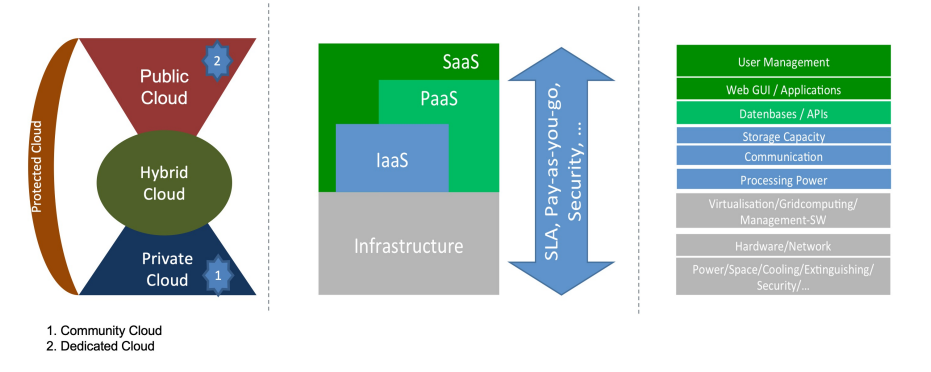 Protected Cloud
Public
Cloud
2
Hybrid
Cloud
Private
Cloud
1
1. Community Cloud
2. Dedicated Cloud
SaaS
PaaS
IaaS
Infrastructure
SLA, Pay-as-you-go,
Security, ...
User Management
Web GUI / Applications
Datenbases / APIs
Storage Capacity
Communication
Processing Power
Virtualisation/Gridcomputing/
Management-SW
Hardware/Network
Power/Space/Cooling/Extinguishing/
Security/...